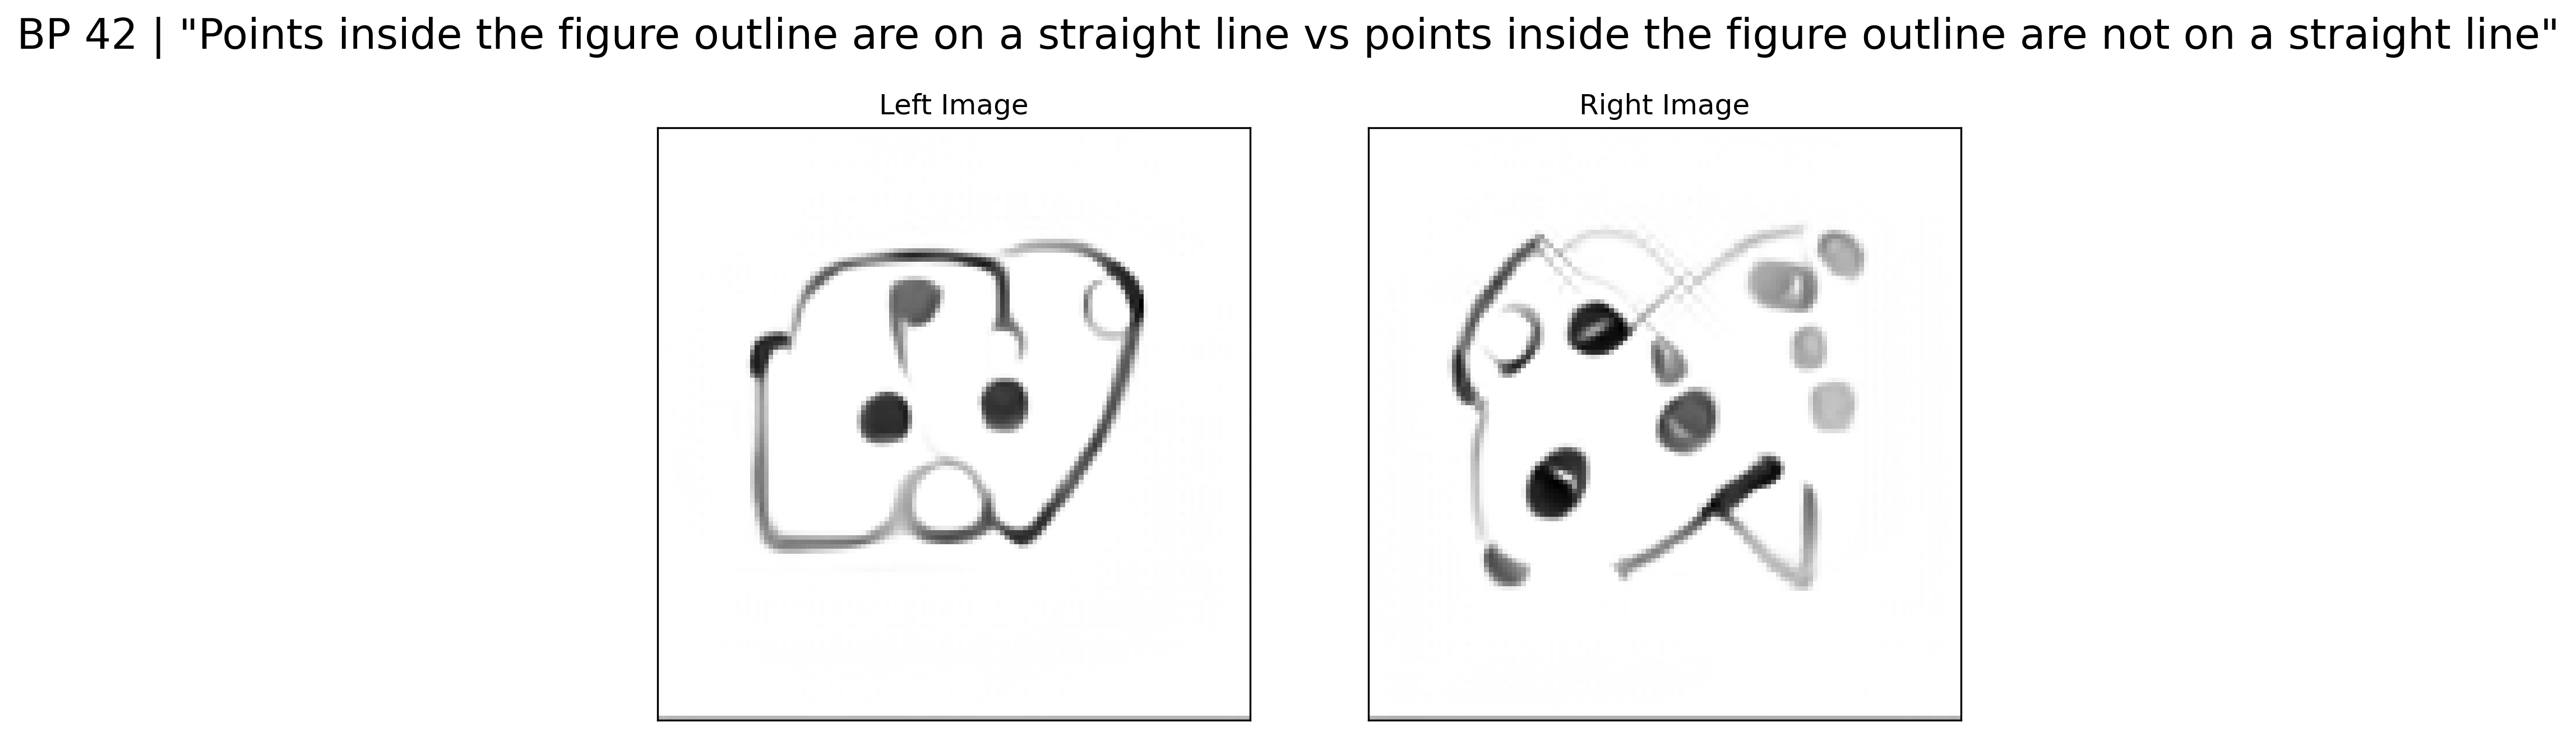 BP 42 | "Points inside the figure outline are on a straight line vs points inside the figure outline are not on a straight line"
Left Image
Right Image